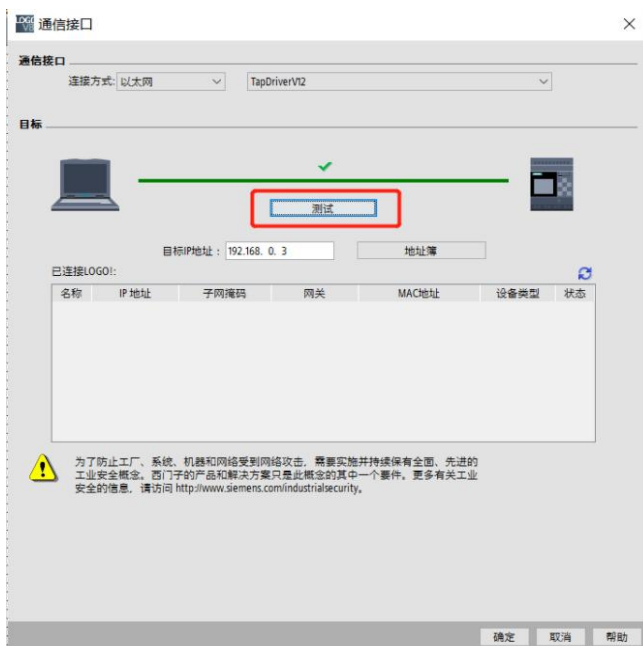 通信接口
通信接口
连接方式: 以太网 TapDriverV12
目标
测试
目标IP地址： 192.168. 0. 3 地址簿
已连接LOGO!:
名称 IP 地址 子网掩码 网关 MAC地址 设备类型 状态
为了防止工厂、系统、机器和网络受到网络攻击，需要实施并持续保有全面、先进的
工业安全概念。西门子的产品和解决方案只是此概念的其中一个要件。更多有关工业
安全的信息，请访问 http://www.siemens.com/industrialsecurity。
确定 取消 帮助